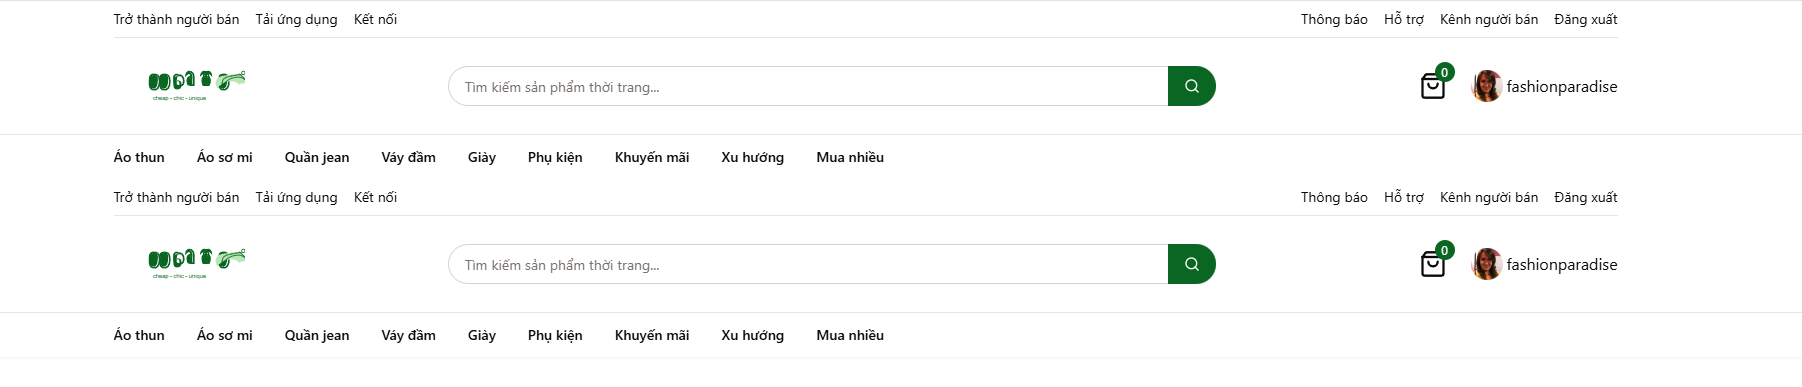 Trở thành người bán Tải ứng dụng Kết nối Thông báo Hỗ trợ Kênh người bán Đăng xuất
cheap - chic - unique Tìm kiếm sản phẩm thời trang... 0 fashionparadise
Áo thun Áo sơ mi Quần jean Váy đầm Giày Phụ kiện Khuyến mãi Xu hướng Mua nhiều
Trở thành người bán Tải ứng dụng Kết nối Thông báo Hỗ trợ Kênh người bán Đăng xuất
cheap - chic - unique Tìm kiếm sản phẩm thời trang... 0 fashionparadise
Áo thun Áo sơ mi Quần jean Váy đầm Giày Phụ kiện Khuyến mãi Xu hướng Mua nhiều